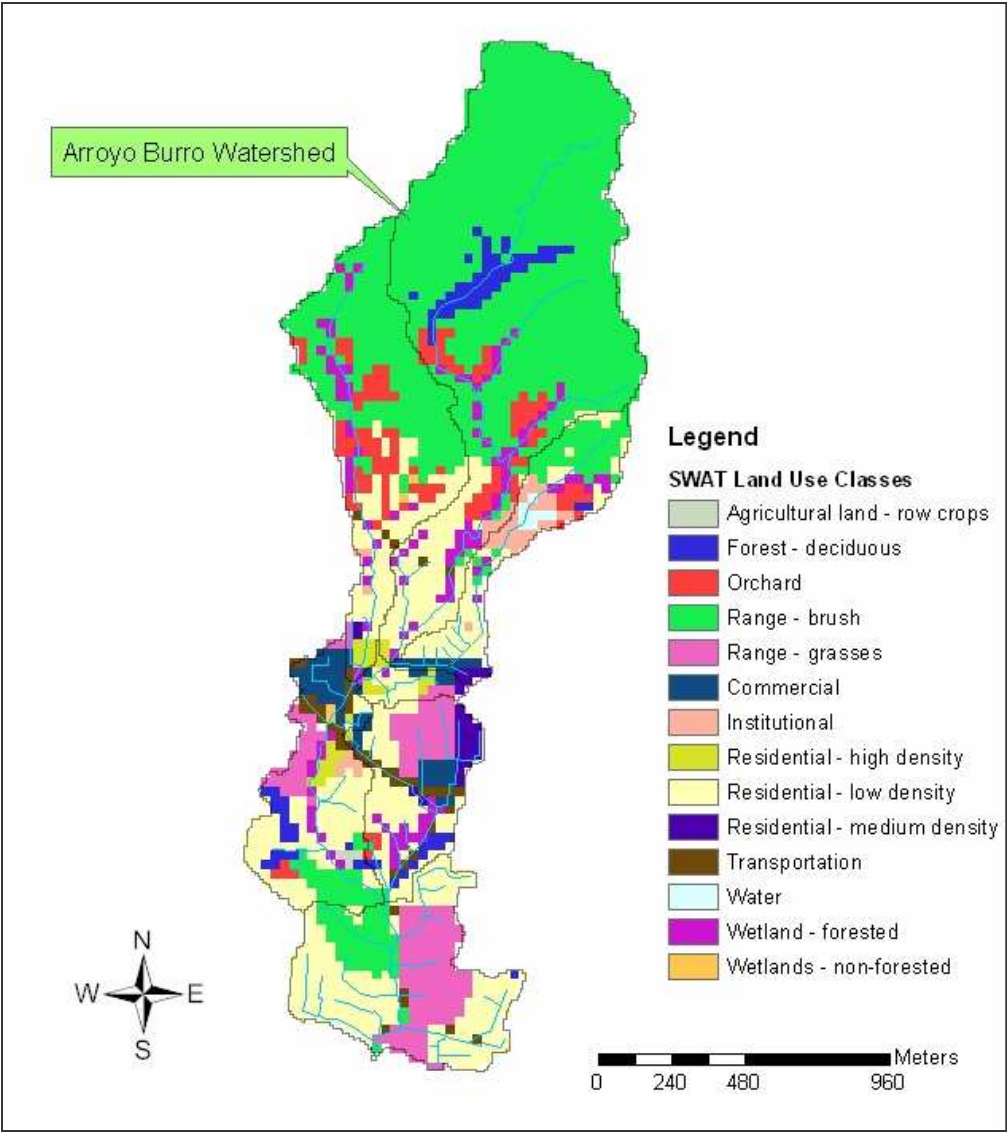 Arroyo Burro Watershed
Legend
SWAT Land Use Classes
Agricultural land - row crops
Forest - deciduous
Orchard
Range - brush
Range - grasses
Commercial
Institutional
Residential - high density
Residential - low density
Residential - medium density
Transportation
Water
Wetland - forested
Wetlands - non-forested
N
W E
S
Meters
0 240 480 960